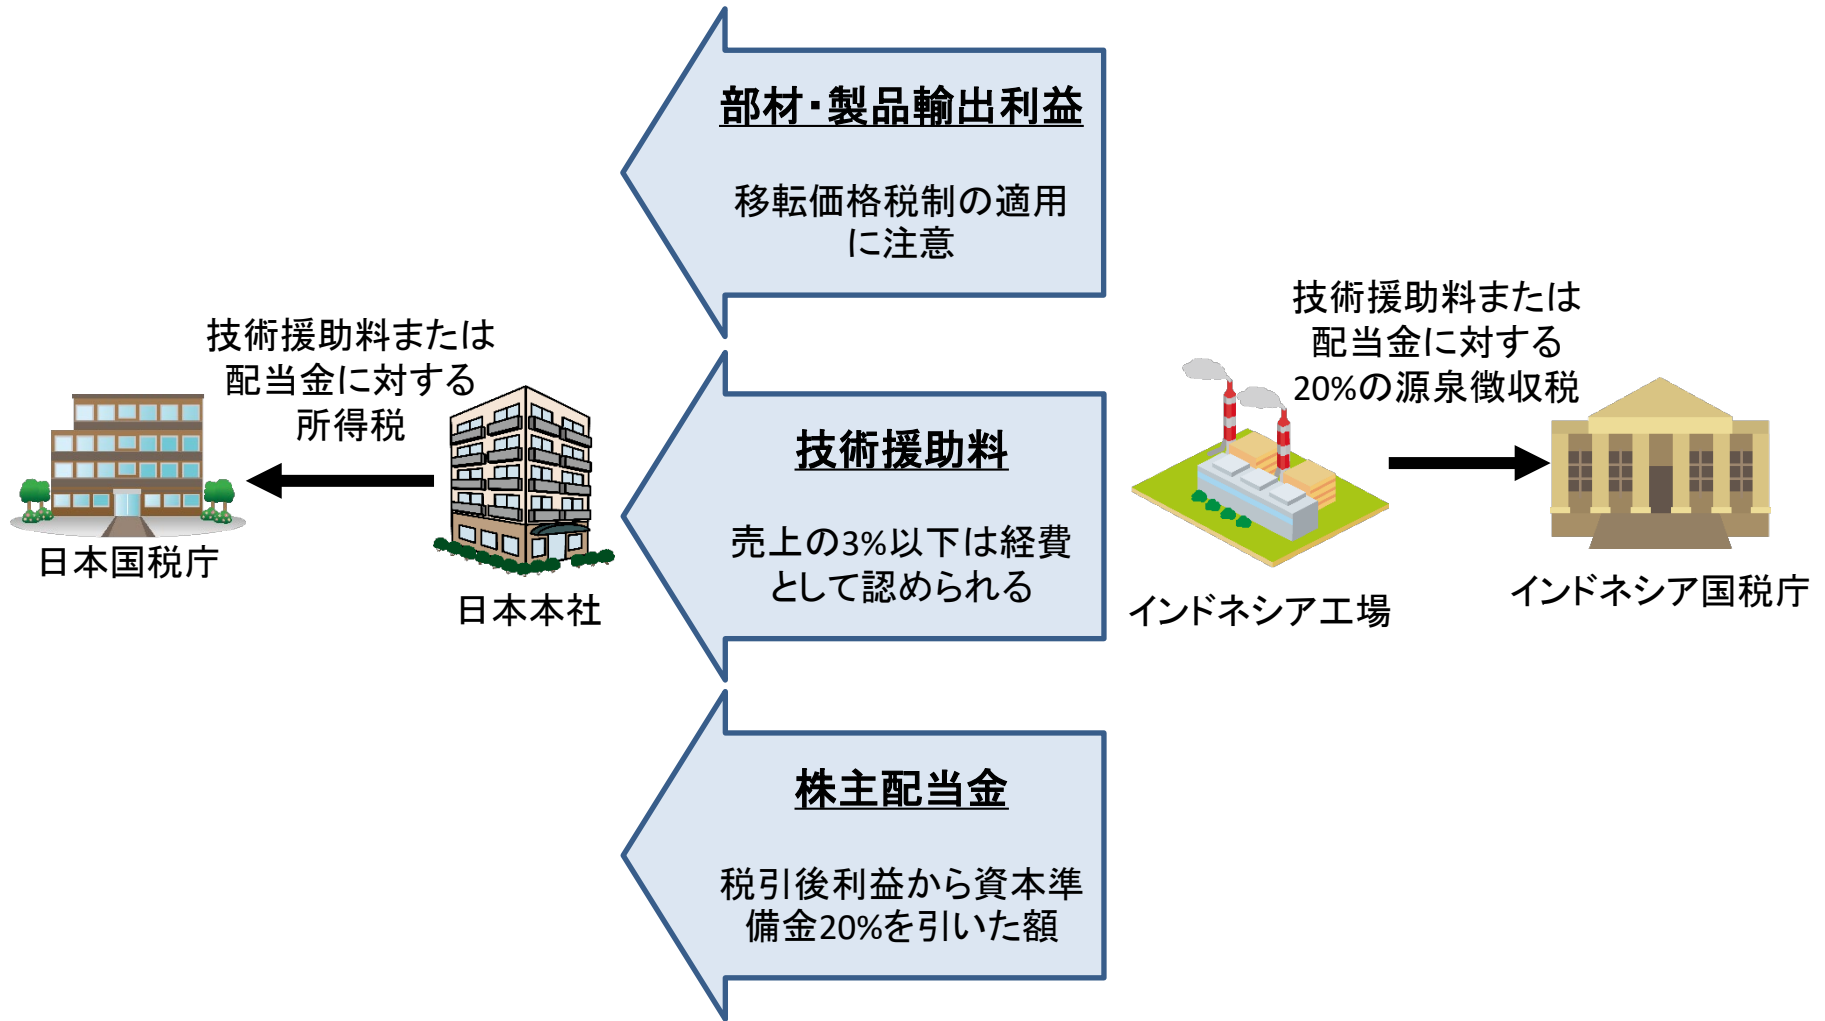 部材・製品輸出利益
移転価格税制の適用
に注意
技術援助料または
配当金に対する
所得税
日本国税庁
日本本社
技術援助料
売上の3%以下は経費
として認められる
技術援助料または
配当金に対する
20%の源泉徴収税
インドネシア工場
インドネシア国税庁
株主配当金
税引後利益から資本準
備金20%を引いた額